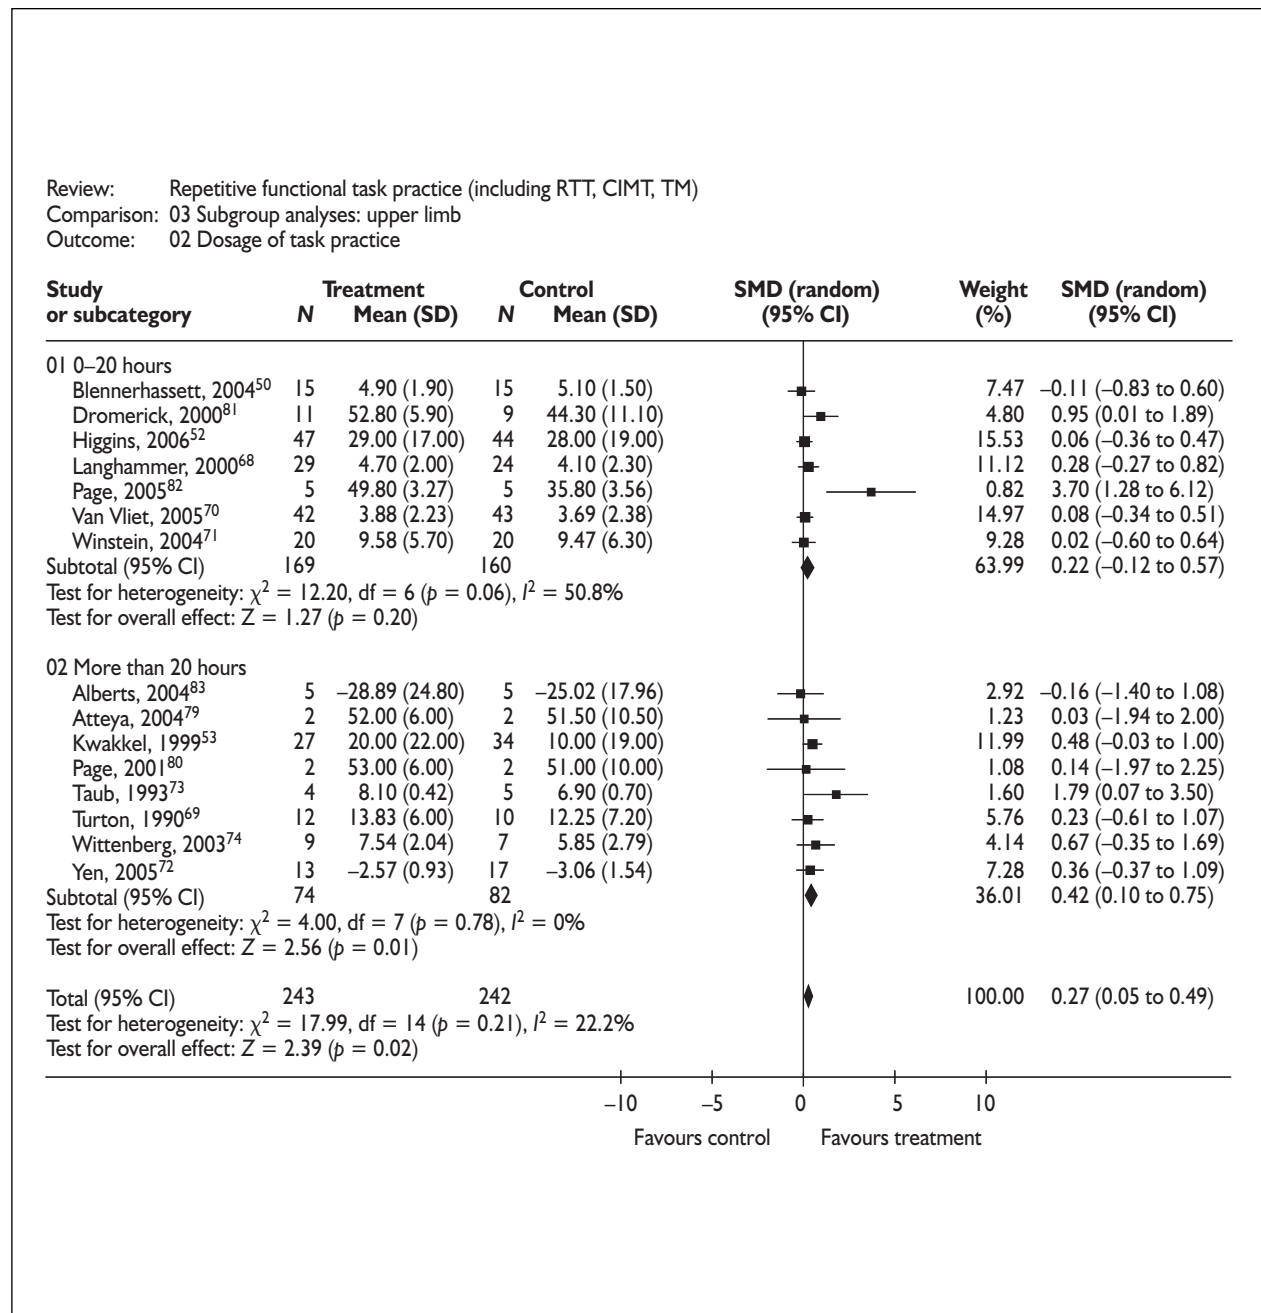 Review: Repetitive functional task practice (including RTT, CIMT, TM)
Comparison: 03 Subgroup analyses: upper limb
Outcome: 02 Dosage of task practice
Study Treatment Control SMD (random) Weight SMD (random)
or subcategory N Mean (SD) N Mean (SD) (95% CI) (%) (95% CI)
01 0–20 hours
Blennerhassett, 2004⁵⁰ 15 4.90 (1.90) 15 5.10 (1.50) 7.47 –0.11 (–0.83 to 0.60)
Dromerick, 2000⁸¹ 11 52.80 (5.90) 9 44.30 (11.10) 4.80 0.95 (0.01 to 1.89)
Higgins, 2006⁵² 47 29.00 (17.00) 44 28.00 (19.00) 15.53 0.06 (–0.36 to 0.47)
Langhammer, 2000⁶⁸ 29 4.70 (2.00) 24 4.10 (2.30) 11.12 0.28 (–0.27 to 0.82)
Page, 2005⁸² 5 49.80 (3.27) 5 35.80 (3.56) 0.82 3.70 (1.28 to 6.12)
Van Vliet, 2005⁷⁰ 42 3.88 (2.23) 43 3.69 (2.38) 14.97 0.08 (–0.34 to 0.51)
Winstein, 2004⁷¹ 20 9.58 (5.70) 20 9.47 (6.30) 9.28 0.02 (–0.60 to 0.64)
Subtotal (95% CI) 169 160 63.99 0.22 (–0.12 to 0.57)
Test for heterogeneity: χ² = 12.20, df = 6 (p = 0.06), I² = 50.8%
Test for overall effect: Z = 1.27 (p = 0.20)
02 More than 20 hours
Alberts, 2004⁸³ 5 –28.89 (24.80) 5 –25.02 (17.96) 2.92 –0.16 (–1.40 to 1.08)
Atteya, 2004⁷⁹ 2 52.00 (6.00) 2 51.50 (10.50) 1.23 0.03 (–1.94 to 2.00)
Kwakkel, 1999⁵³ 27 20.00 (22.00) 34 10.00 (19.00) 11.99 0.48 (–0.03 to 1.00)
Page, 2001⁸⁰ 2 53.00 (6.00) 2 51.00 (10.00) 1.08 0.14 (–1.97 to 2.25)
Taub, 1993⁷³ 4 8.10 (0.42) 5 6.90 (0.70) 1.60 1.79 (0.07 to 3.50)
Turton, 1990⁶⁹ 12 13.83 (6.00) 10 12.25 (7.20) 5.76 0.23 (–0.61 to 1.07)
Wittenberg, 2003⁷⁴ 9 7.54 (2.04) 7 5.85 (2.79) 4.14 0.67 (–0.35 to 1.69)
Yen, 2005⁷² 13 –2.57 (0.93) 17 –3.06 (1.54) 7.28 0.36 (–0.37 to 1.09)
Subtotal (95% CI) 74 82 36.01 0.42 (0.10 to 0.75)
Test for heterogeneity: χ² = 4.00, df = 7 (p = 0.78), I² = 0%
Test for overall effect: Z = 2.56 (p = 0.01)
Total (95% CI) 243 242 100.00 0.27 (0.05 to 0.49)
Test for heterogeneity: χ² = 17.99, df = 14 (p = 0.21), I² = 22.2%
Test for overall effect: Z = 2.39 (p = 0.02)
–10 –5 0 5 10
Favours control Favours treatment